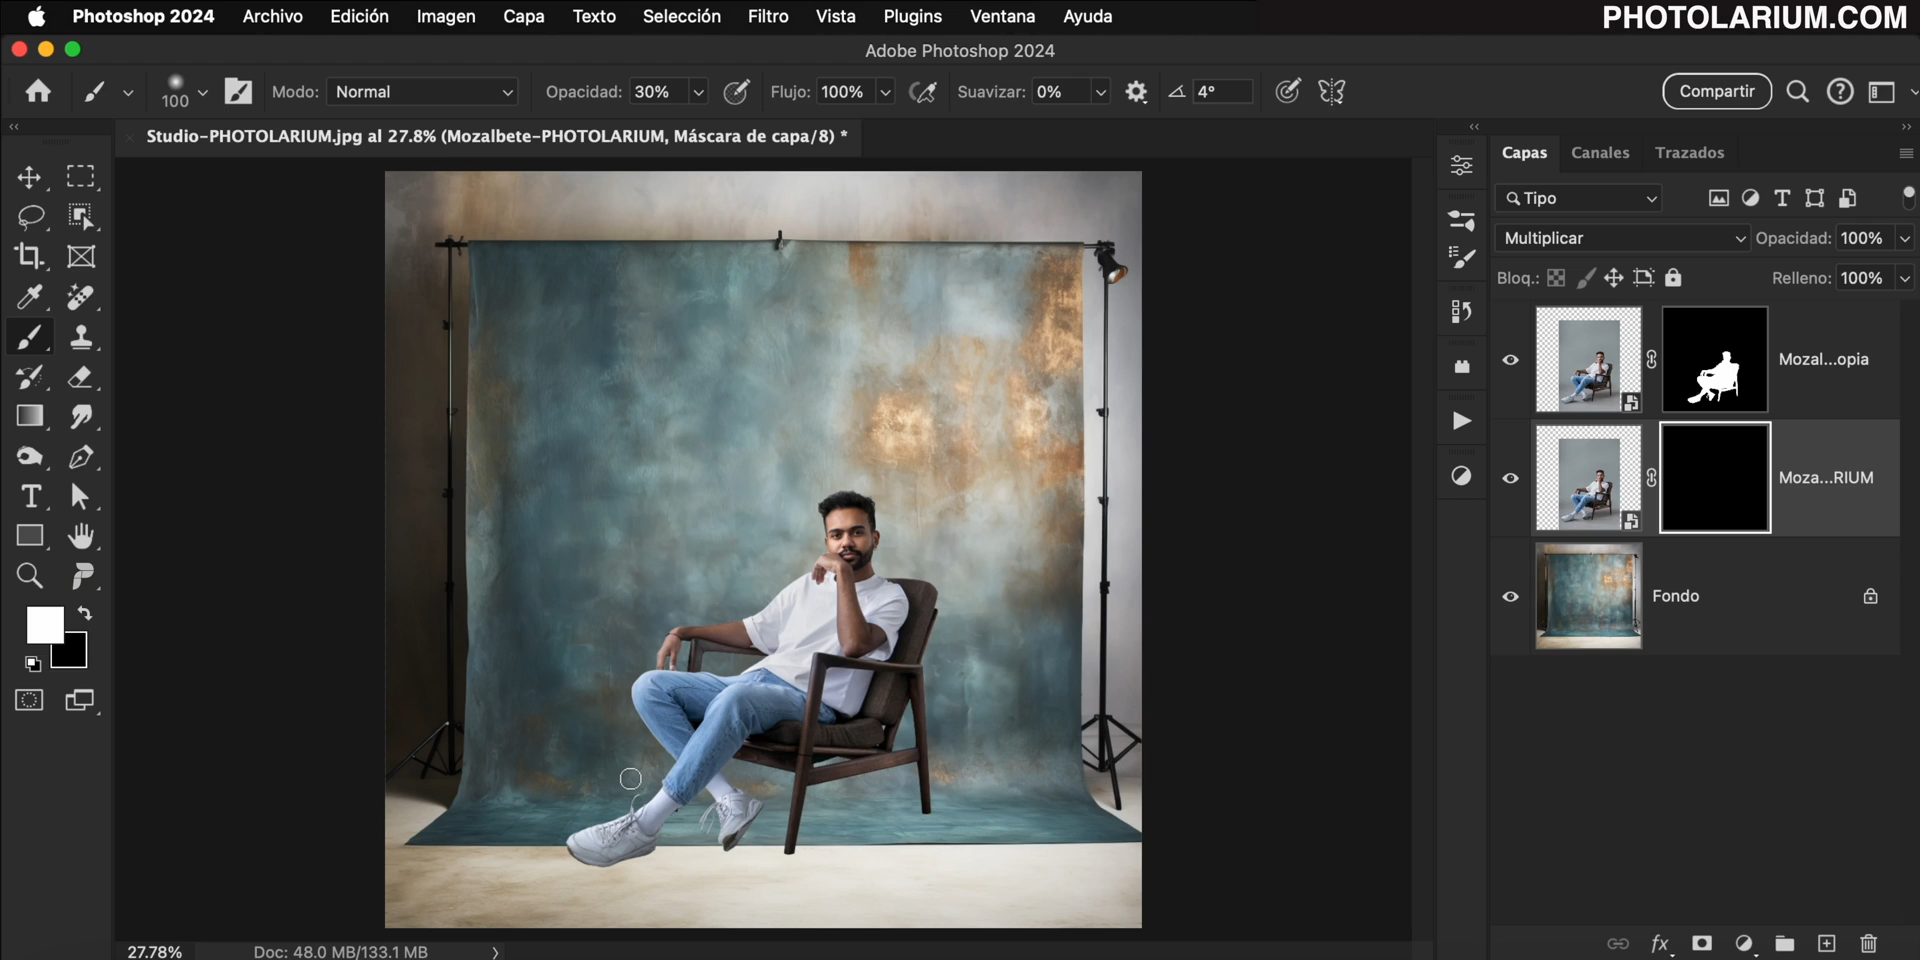 Photoshop 2024 Archivo Edición Imagen Capa Texto Selección Filtro Vista Plugins Ventana Ayuda PHOTOLARIUM.COM
Adobe Photoshop 2024
100 Modo: Normal Opacidad: 30% Flujo: 100% Suavizar: 0% 4° Compartir
Studio-PHOTOLARIUM.jpg al 27.8% (Mozalbete-PHOTOLARIUM, Máscara de capa/8) *
Capas Canales Trazados
Tipo
Multiplicar Opacidad: 100%
Bloq.: Relleno: 100%
Mozal...opia
Moza...RIUM
Fondo
27.78% Doc: 48.0 MB/133.1 MB
fx